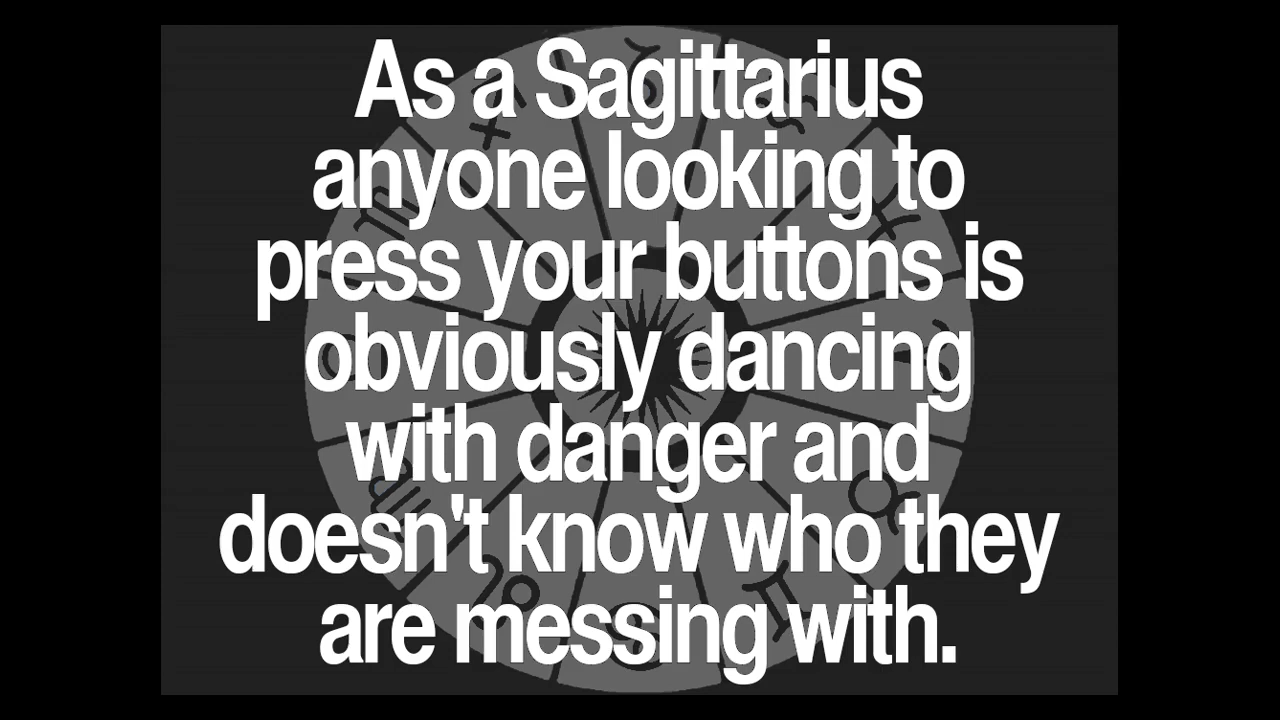 As a Sagittarius
anyone looking to
press your buttons is
obviously dancing
with danger and
doesn't know who they
are messing with.